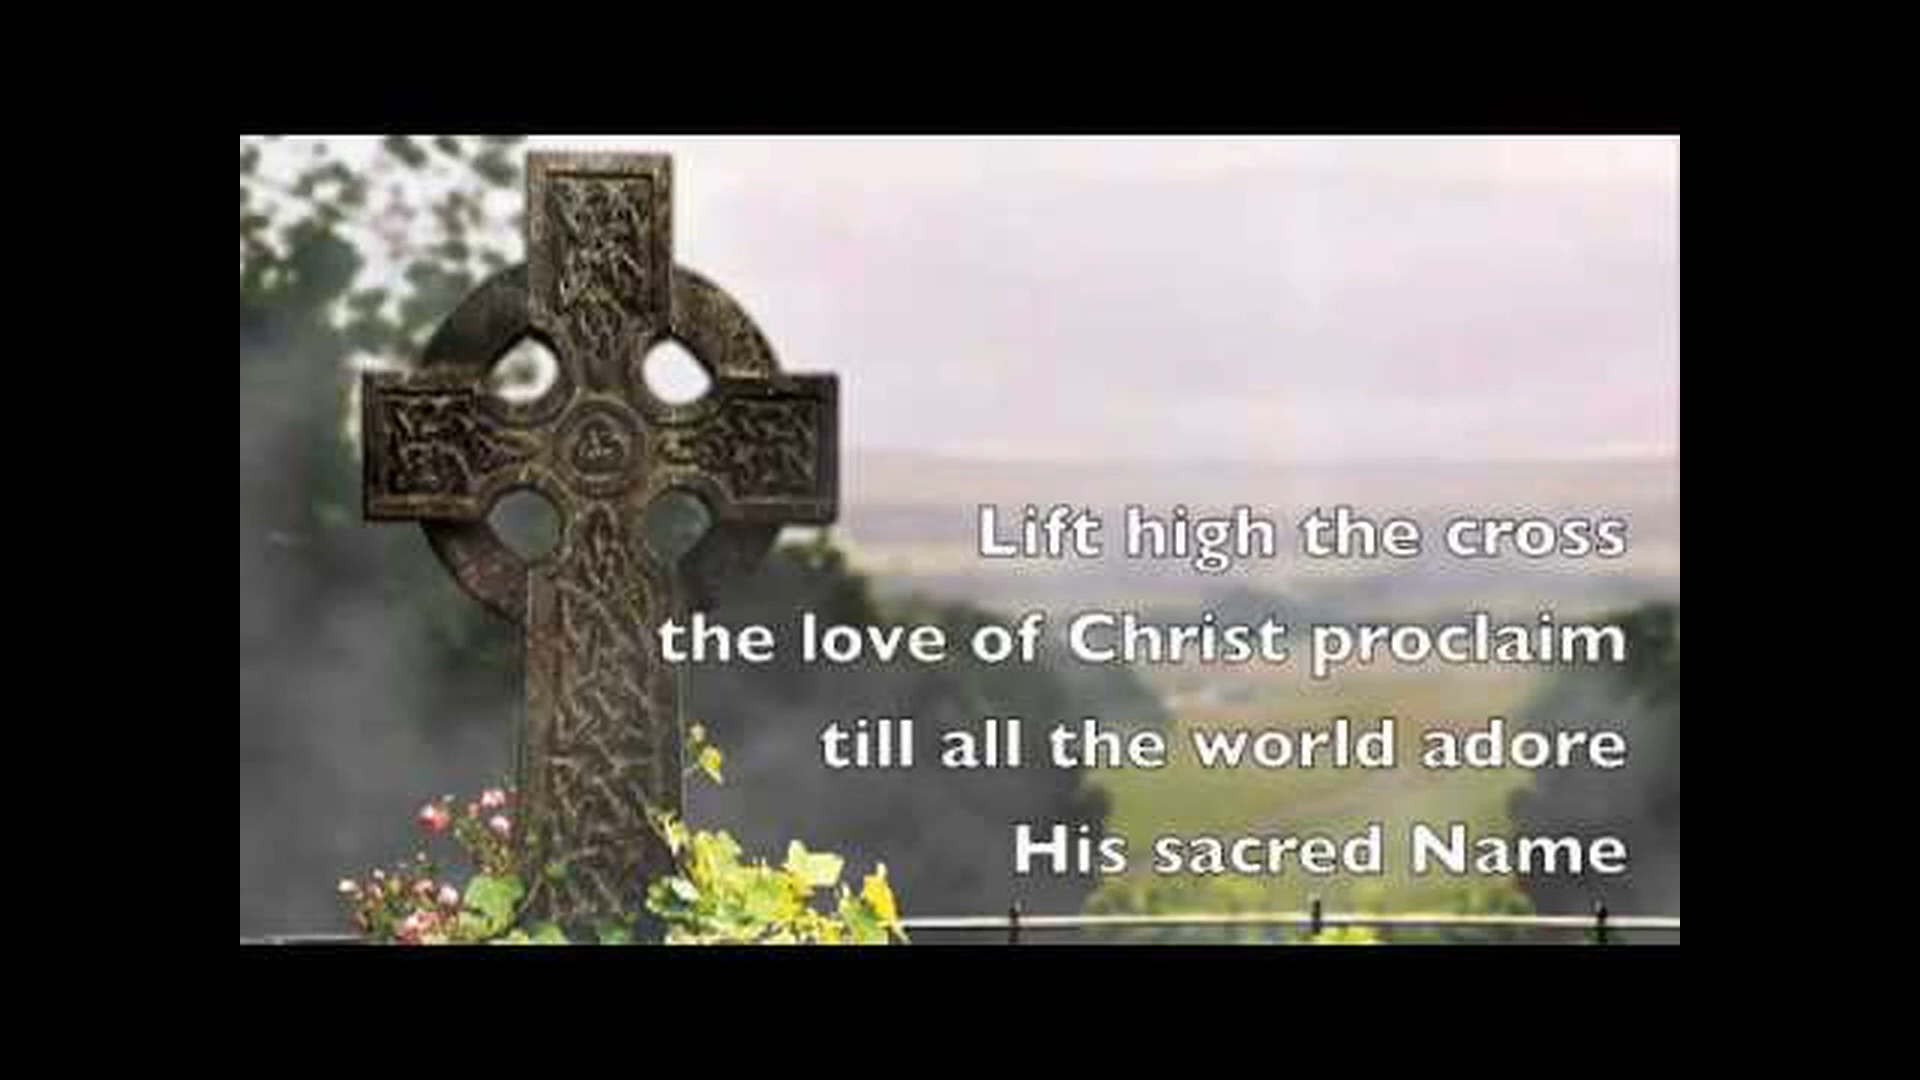 Lift high the cross
the love of Christ proclaim
till all the world adore
His sacred Name